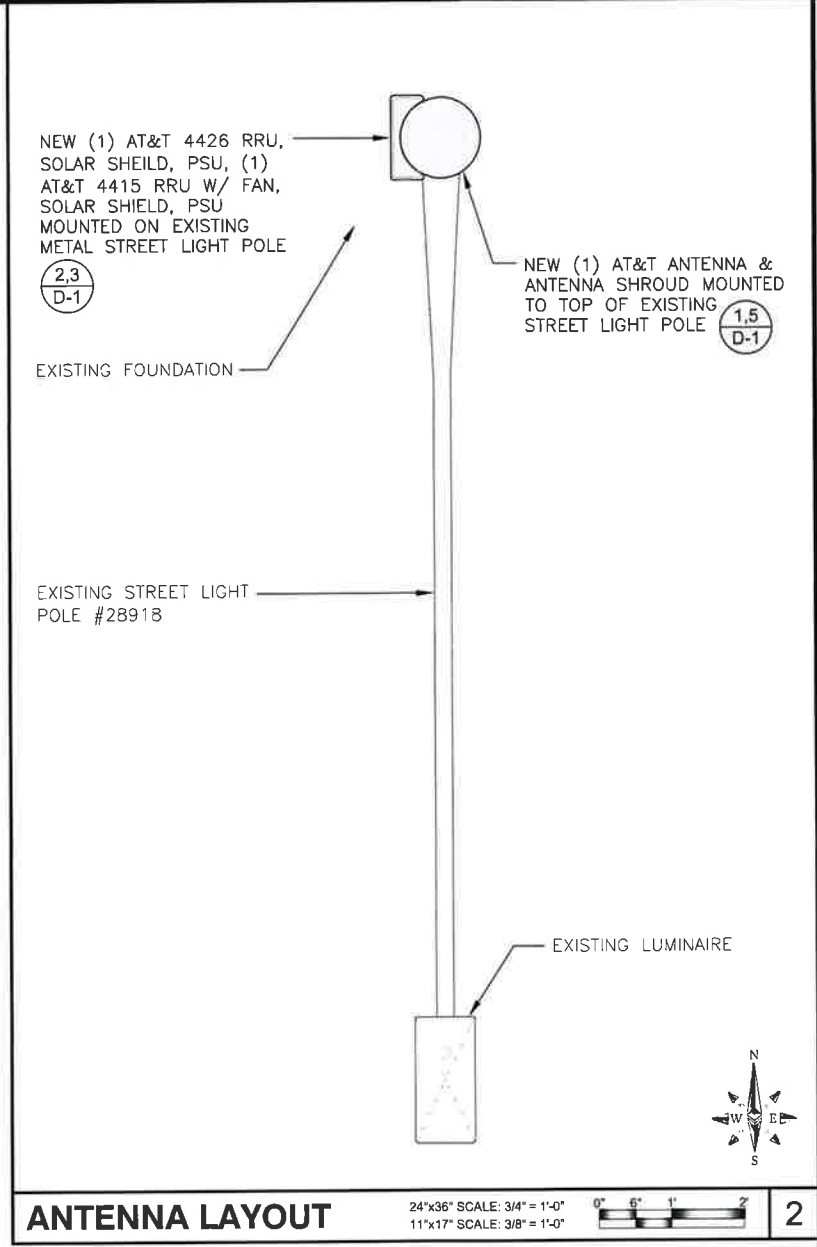 NEW (1) AT&T 4426 RRU,
SOLAR SHEILD, PSU, (1)
AT&T 4415 RRU W/ FAN,
SOLAR SHIELD, PSU
MOUNTED ON EXISTING
METAL STREET LIGHT POLE
2,3
D-1
NEW (1) AT&T ANTENNA &
ANTENNA SHROUD MOUNTED
TO TOP OF EXISTING
STREET LIGHT POLE
1,5
D-1
EXISTING FOUNDATION
EXISTING STREET LIGHT
POLE #28918
EXISTING LUMINAIRE
N
W E
S
ANTENNA LAYOUT
24"x36" SCALE: 3/4" = 1'-0"
11"x17" SCALE: 3/8" = 1'-0"
0" 6" 1' 2'
2